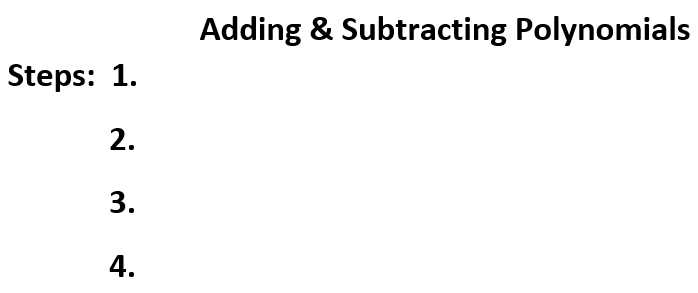 Adding & Subtracting Polynomials
Steps: 1.
2.
3.
4.